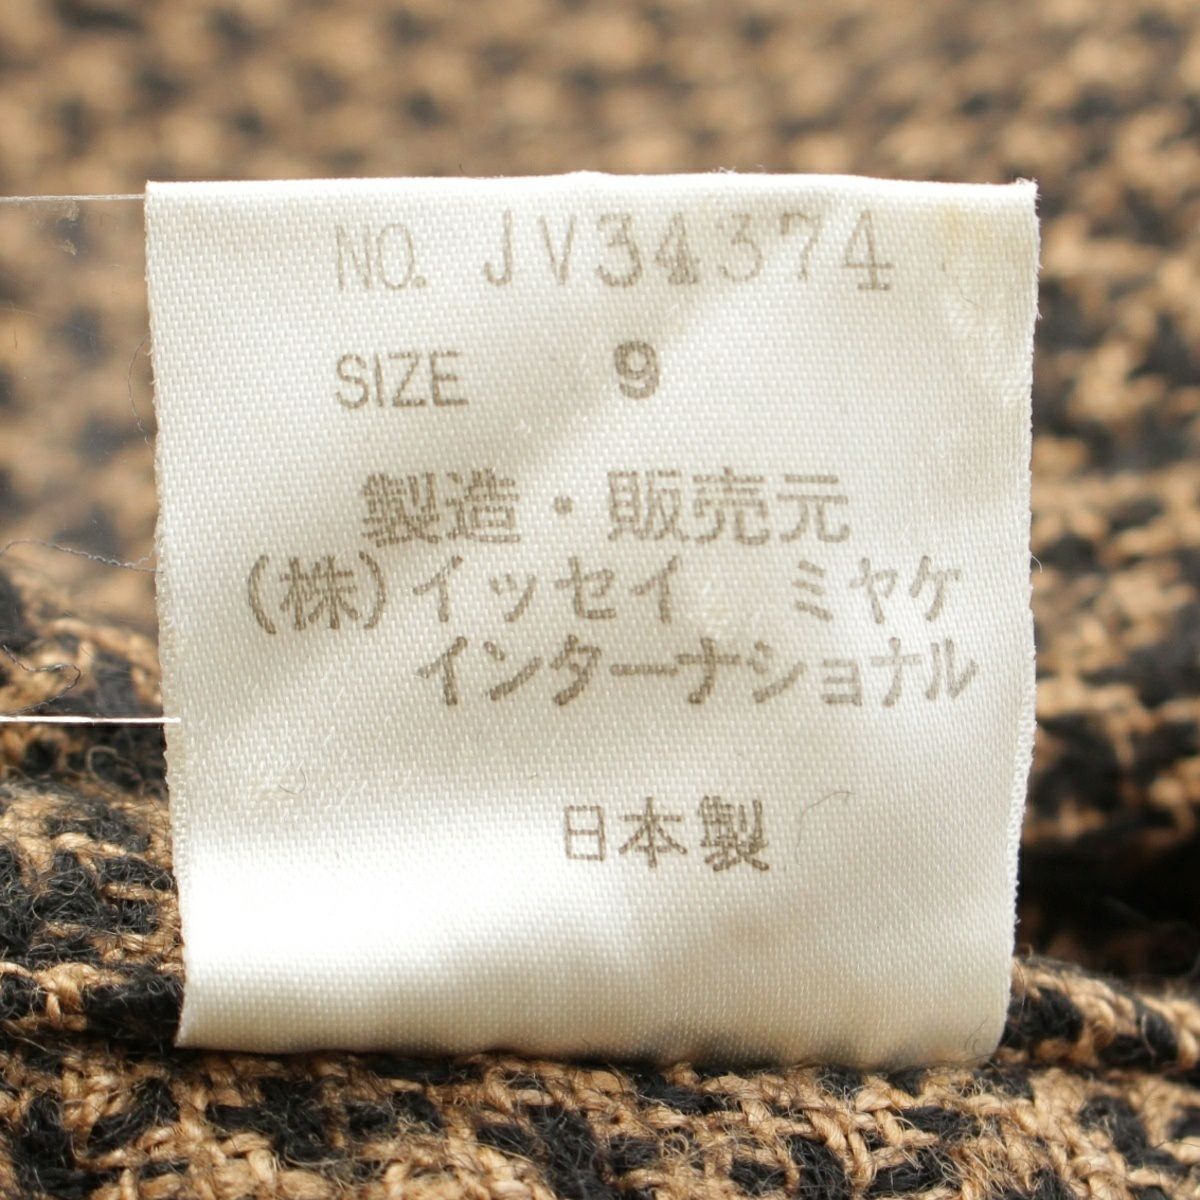 NO. JV34374
SIZE 9
製造・販売元
(株)イッセイ ミヤケ
インターナショナル
日本製